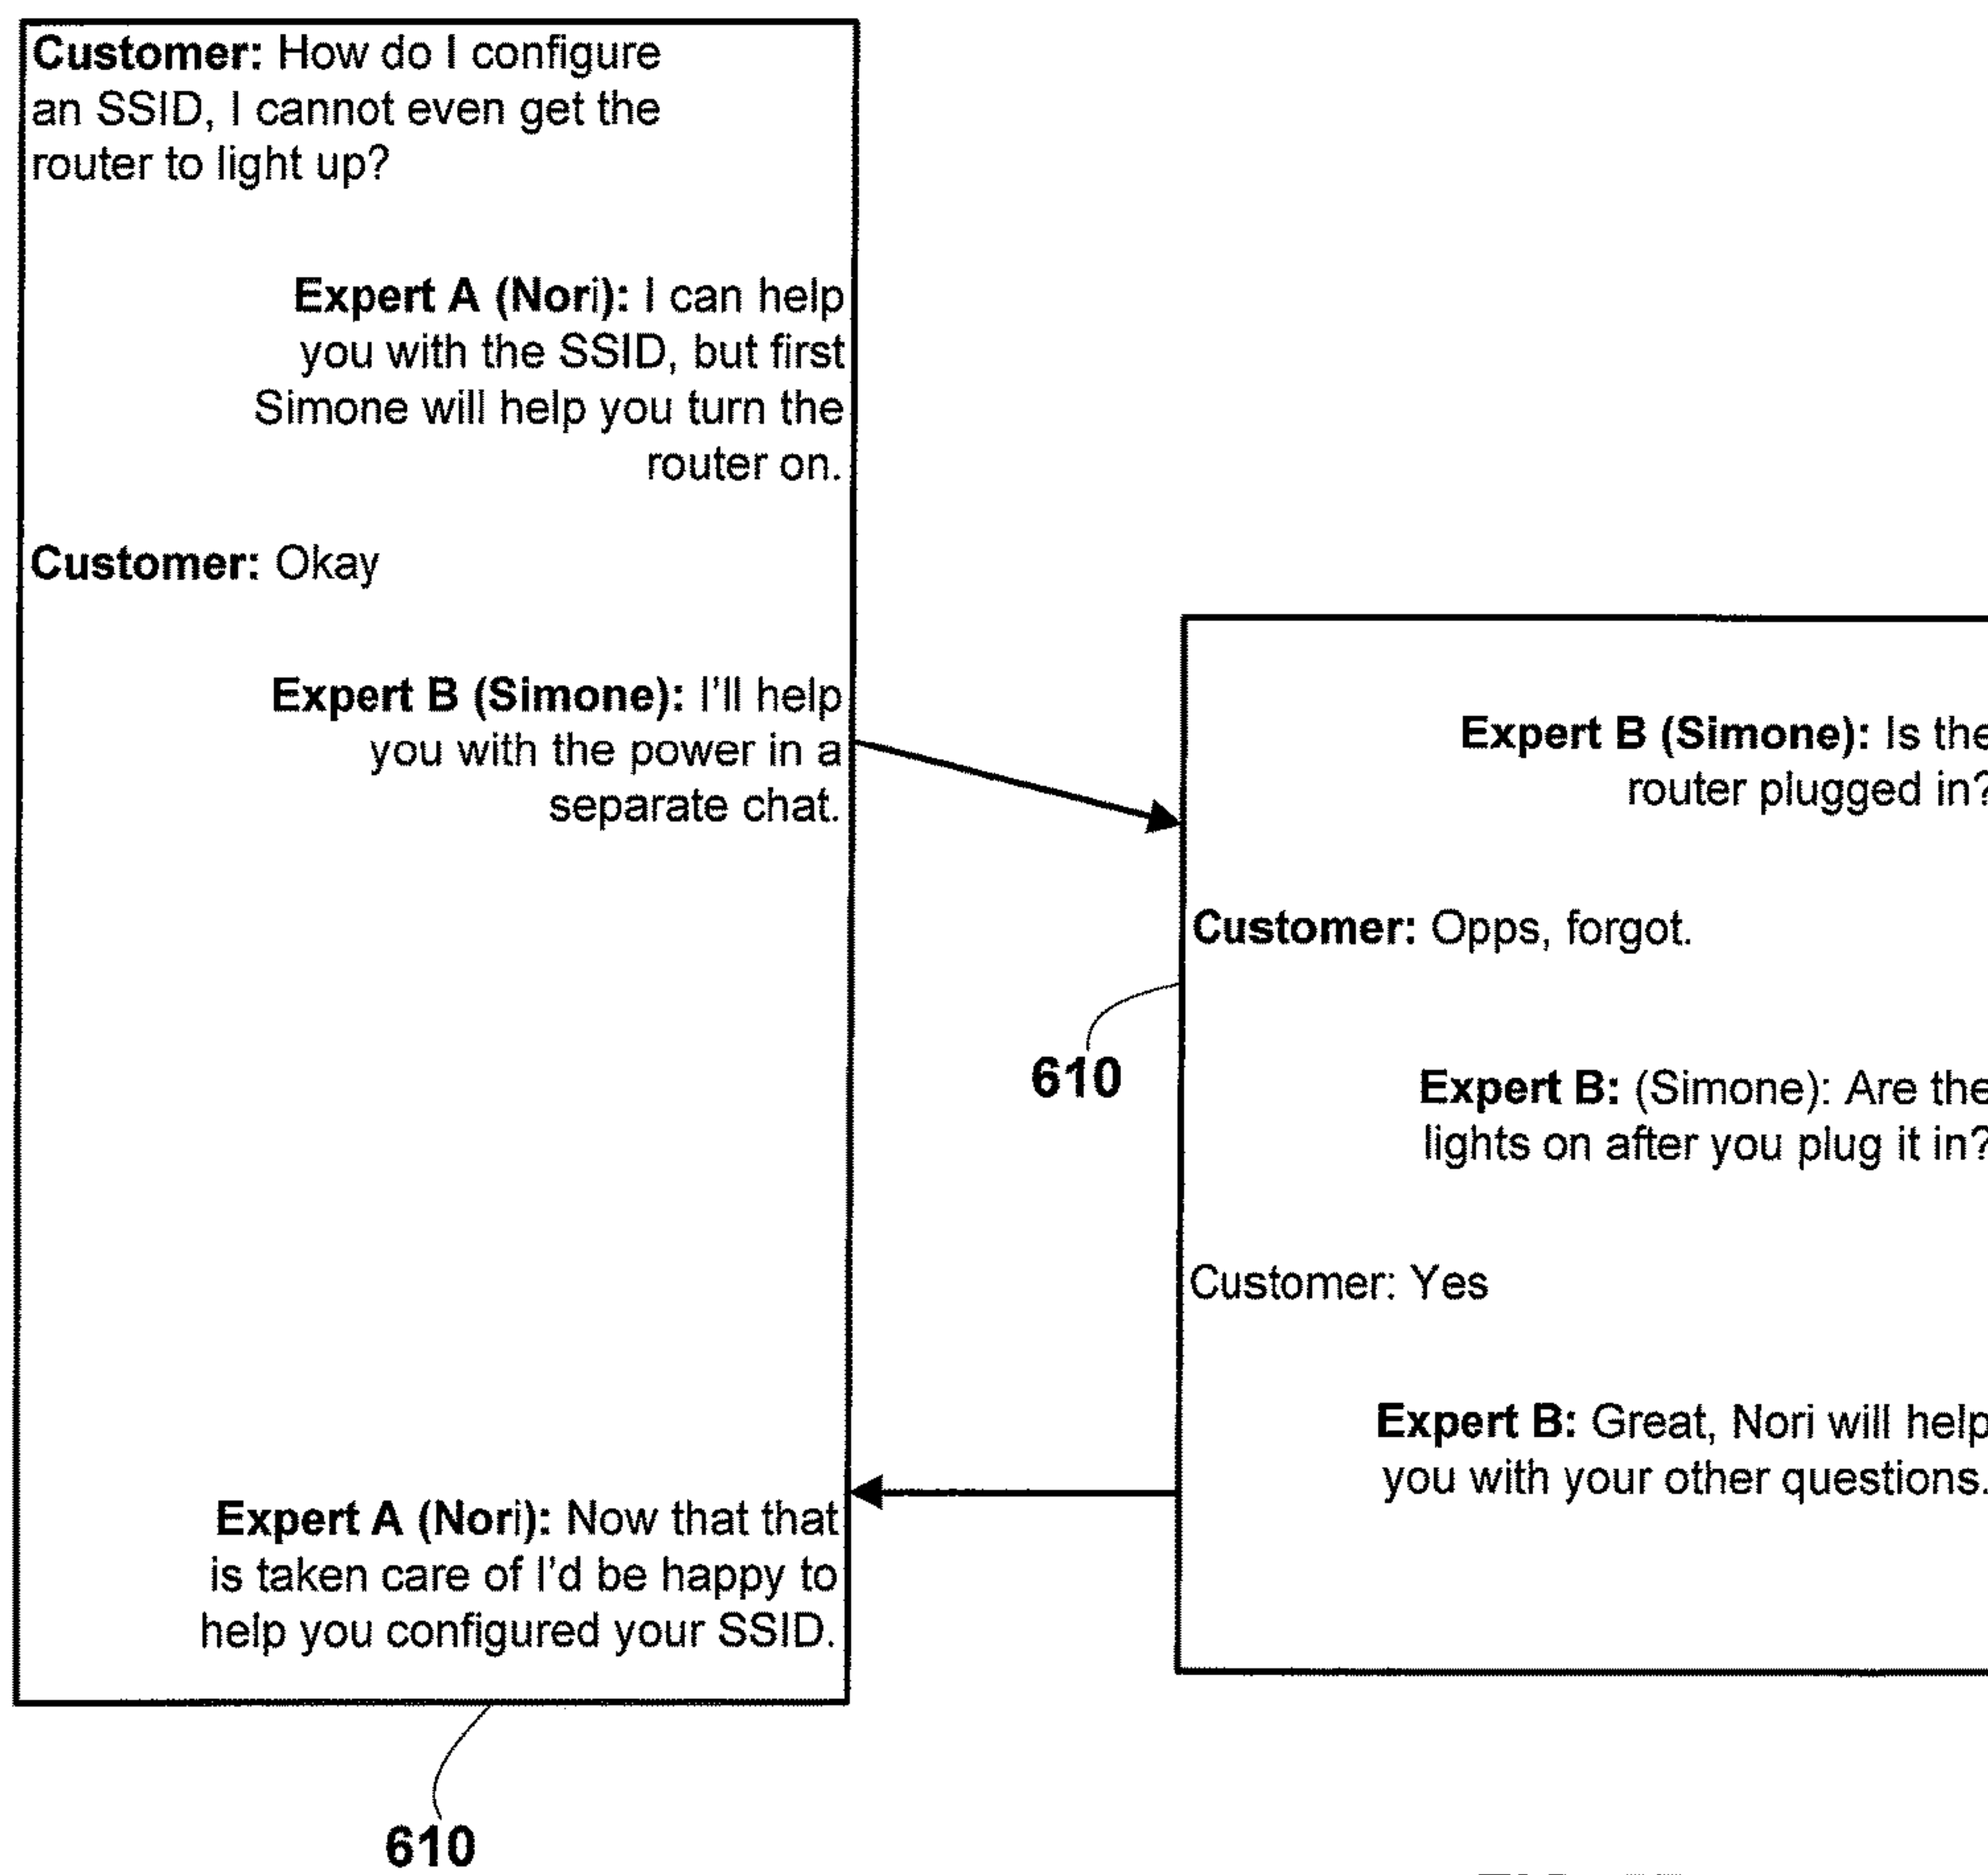 Customer: How do I configure
an SSID, I cannot even get the
router to light up?
Expert A (Nori): I can help
you with the SSID, but first
Simone will help you turn the
router on.
Customer: Okay
Expert B (Simone): I'll help
you with the power in a
separate chat.
Expert A (Nori): Now that that
is taken care of I'd be happy to
help you configured your SSID.
610
Expert B (Simone): Is the
router plugged in?
Customer: Opps, forgot.
610
Expert B: (Simone): Are the
lights on after you plug it in?
Customer: Yes
Expert B: Great, Nori will help
you with your other questions.